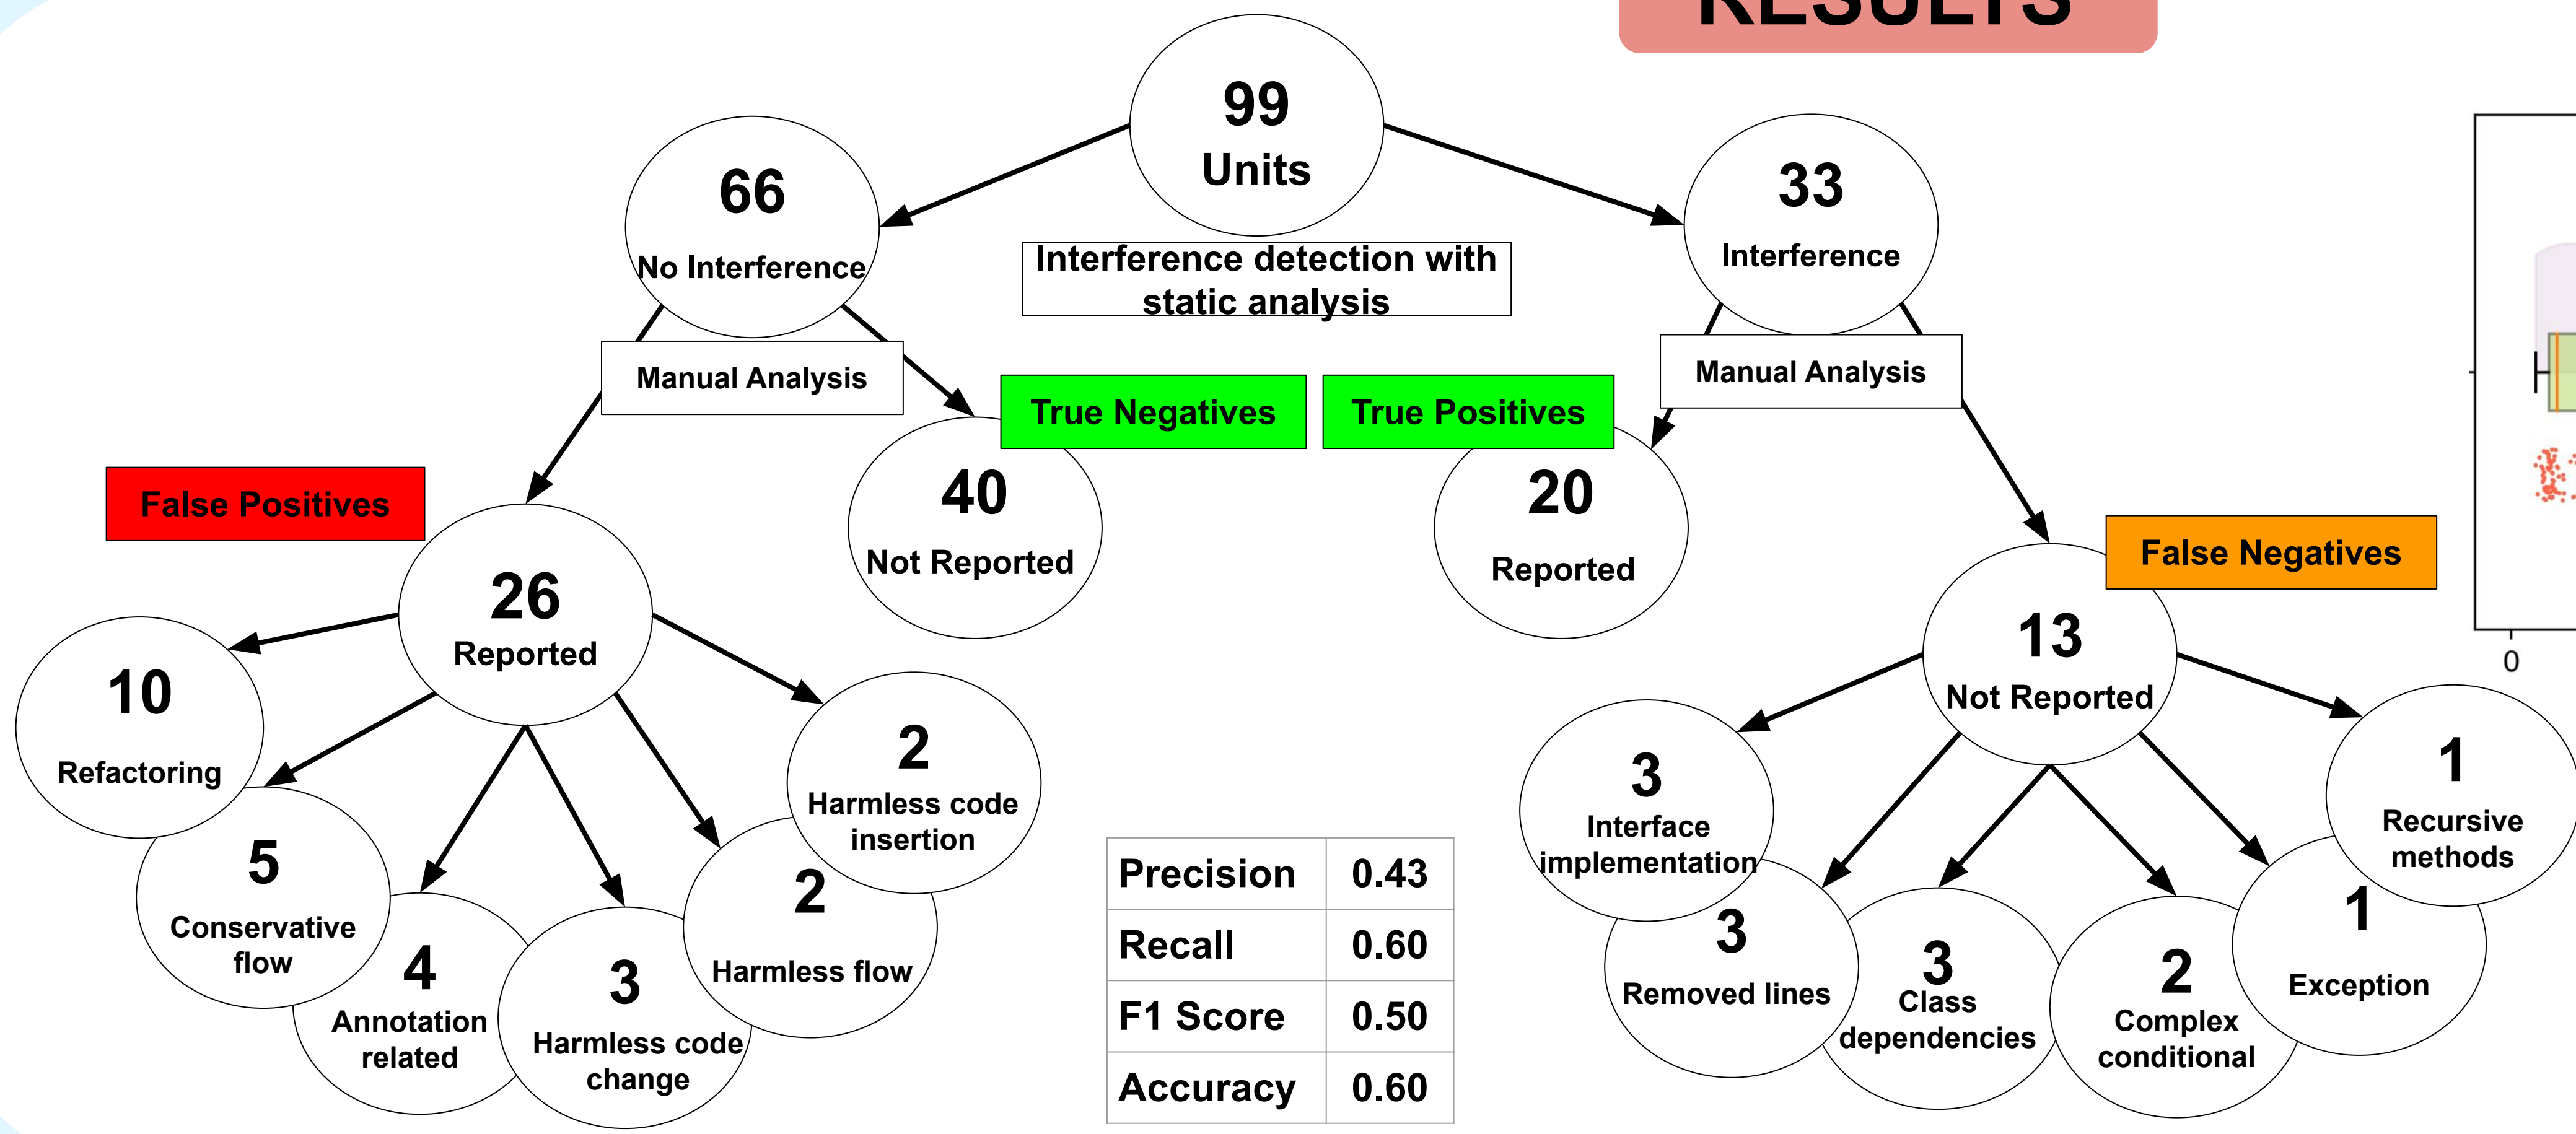 RESULTS
99
Units
66
No Interference
33
Interference
Interference detection with
static analysis
Manual Analysis
Manual Analysis
True Negatives
True Positives
False Positives
40
Not Reported
20
Reported
False Negatives
26
Reported
13
Not Reported
0
10
Refactoring
5
Conservative
flow
4
Annotation
related
3
Harmless code
change
2
Harmless flow
2
Harmless code
insertion
Precision 0.43
Recall 0.60
F1 Score 0.50
Accuracy 0.60
3
Interface
implementation
3
Removed lines
3
Class
dependencies
2
Complex
conditional
1
Exception
1
Recursive
methods